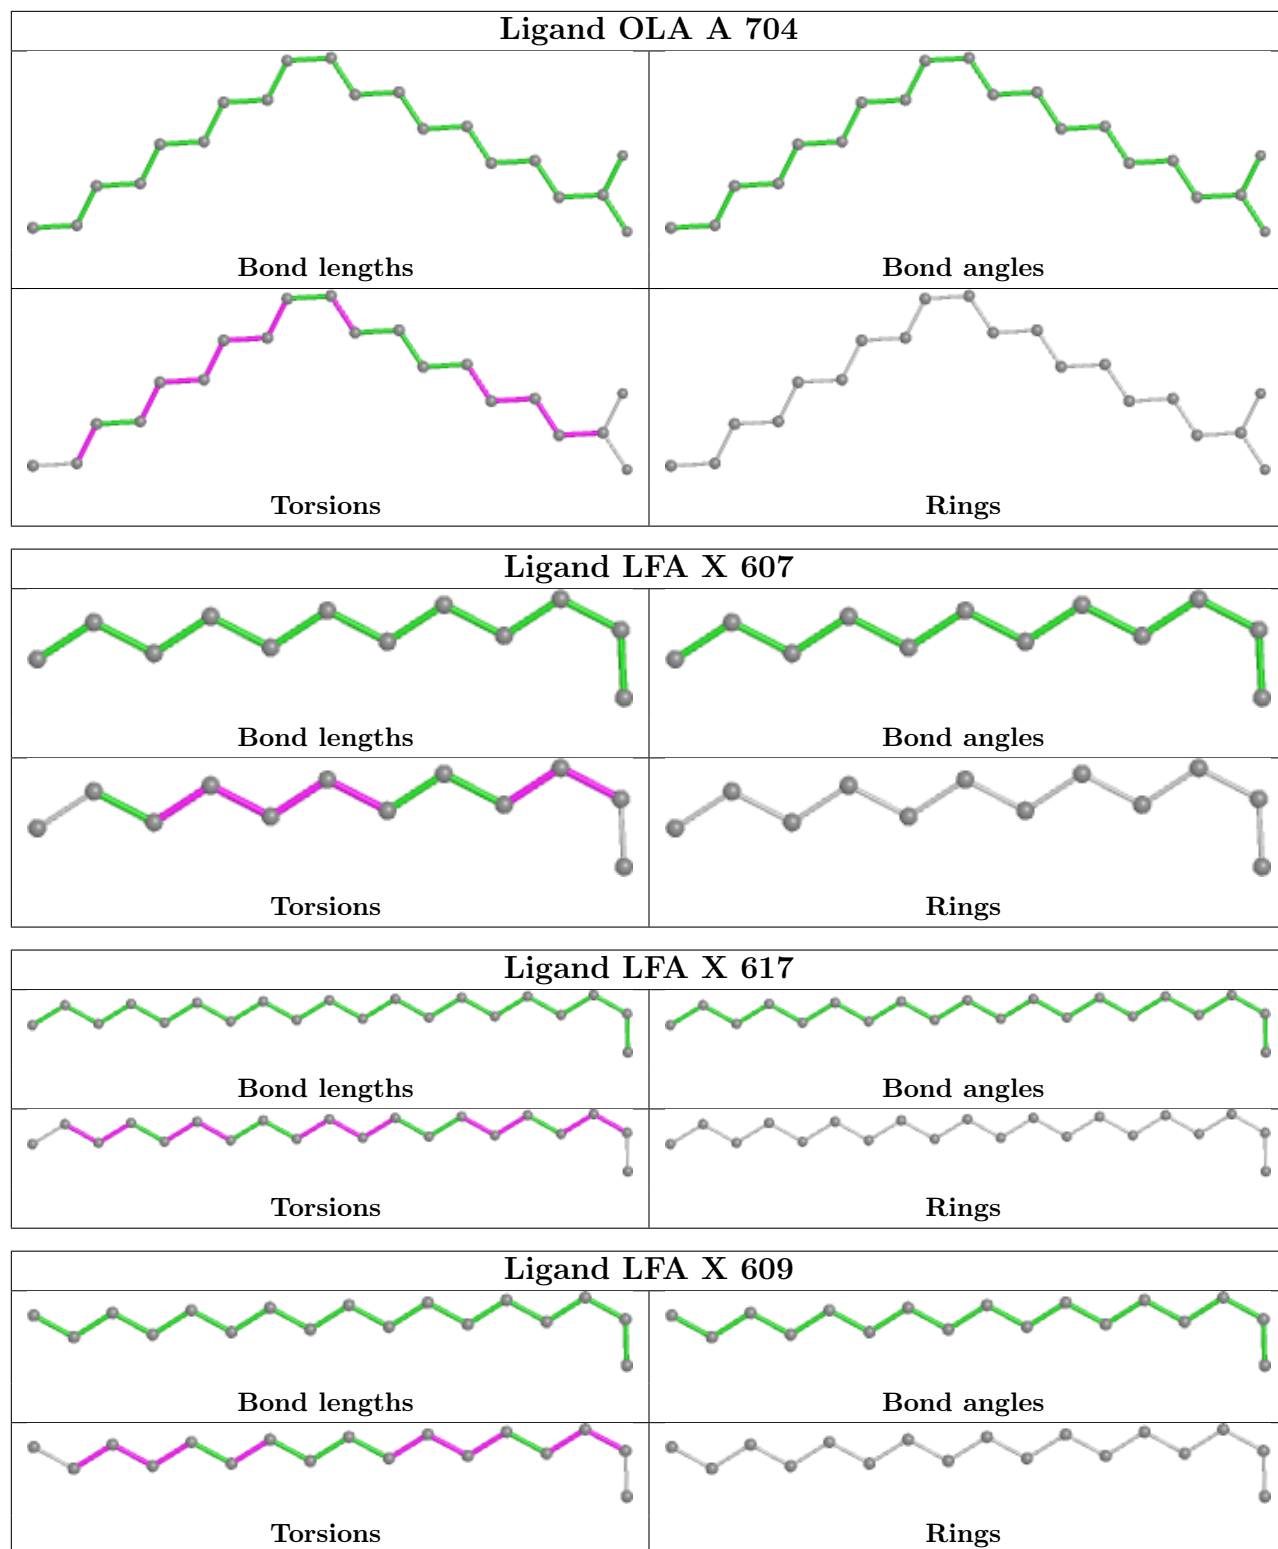 Ligand OLA A 704
Bond lengths Bond angles
Torsions Rings
Ligand LFA X 607
Bond lengths Bond angles
Torsions Rings
Ligand LFA X 617
Bond lengths Bond angles
Torsions Rings
Ligand LFA X 609
Bond lengths Bond angles
Torsions Rings